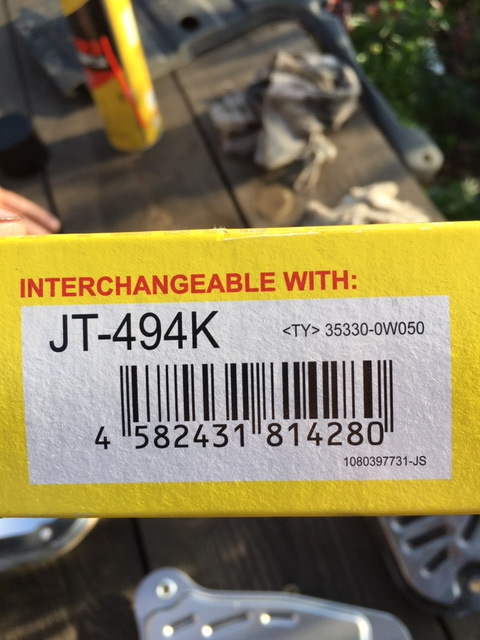 INTERCHANGEABLE WITH:
JT-494K <TY> 35330-0W050
4 582431 814280
1080397731-JS